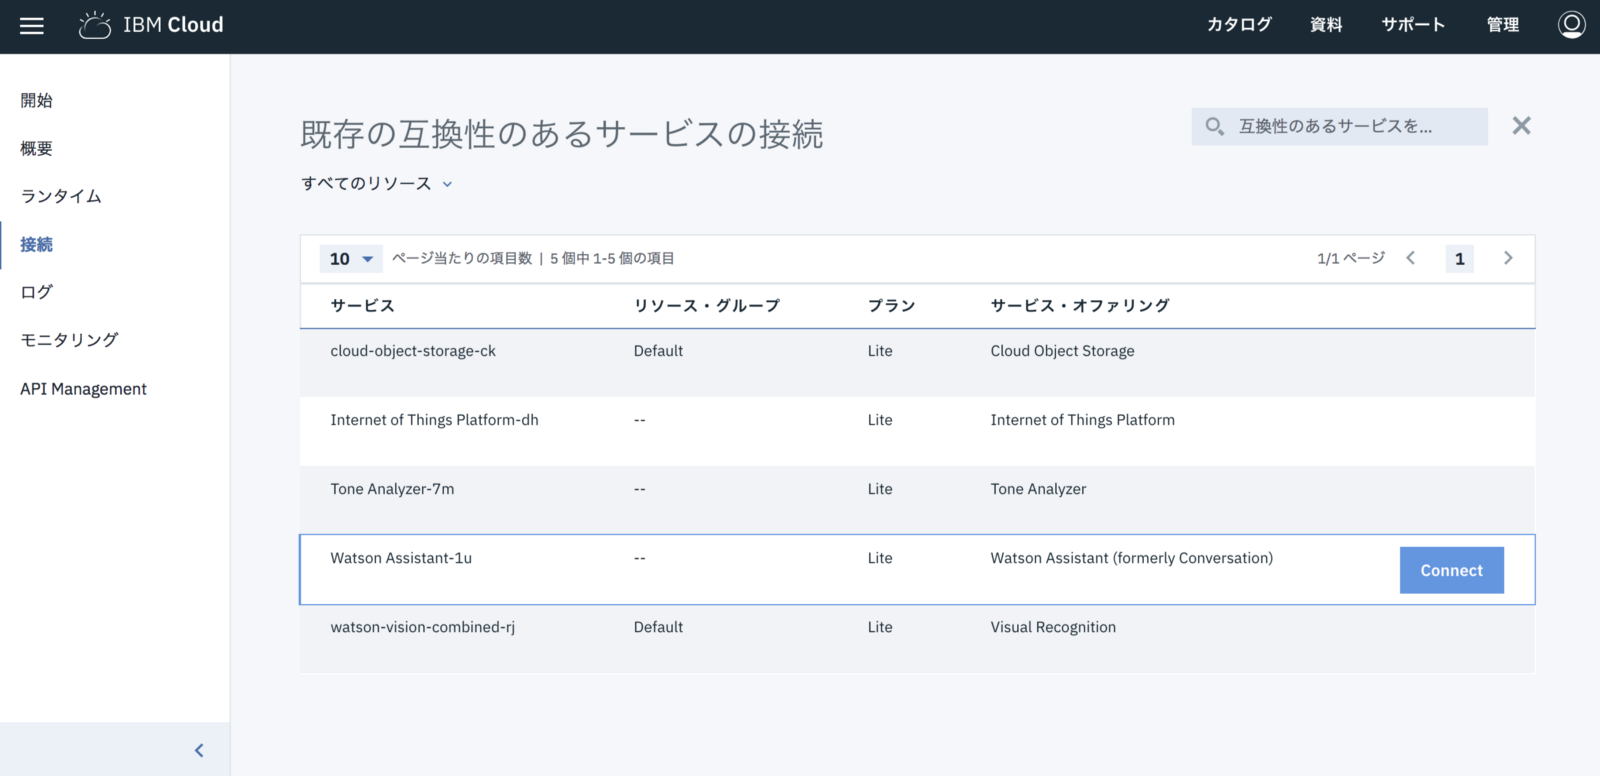 IBM Cloud
カタログ 資料 サポート 管理
開始
概要
ランタイム
接続
ログ
モニタリング
API Management
既存の互換性のあるサービスの接続
互換性のあるサービスを...
すべてのリソース
10 ページ当たりの項目数 | 5 個中 1-5 個の項目 1/1 ページ 1
サービス リソース・グループ プラン サービス・オファリング
cloud-object-storage-ck Default Lite Cloud Object Storage
Internet of Things Platform-dh -- Lite Internet of Things Platform
Tone Analyzer-7m -- Lite Tone Analyzer
Watson Assistant-1u -- Lite Watson Assistant (formerly Conversation) Connect
watson-vision-combined-rj Default Lite Visual Recognition